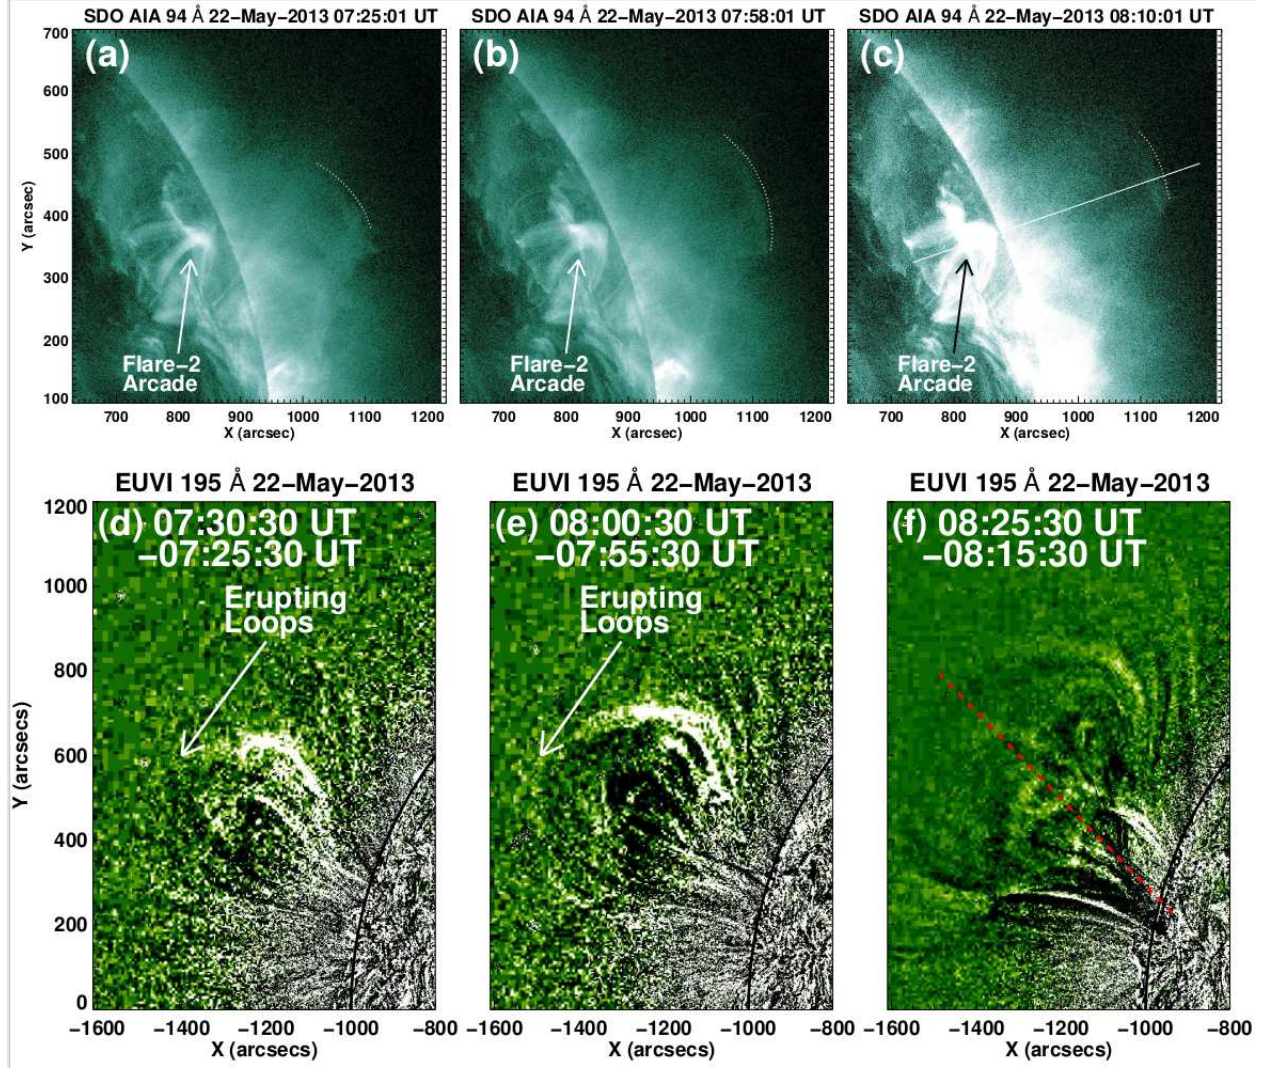 SDO AIA 94 Å 22−May−2013 07:25:01 UT
SDO AIA 94 Å 22−May−2013 07:58:01 UT
SDO AIA 94 Å 22−May−2013 08:10:01 UT
(a)
(b)
(c)
700
600
500
400
300
200
100
Y (arcsec)
Flare−2
Arcade
Flare−2
Arcade
Flare−2
Arcade
700 800 900 1000 1100 1200
700 800 900 1000 1100 1200
700 800 900 1000 1100 1200
X (arcsec)
X (arcsec)
X (arcsec)
EUVI 195 Å 22−May−2013
EUVI 195 Å 22−May−2013
EUVI 195 Å 22−May−2013
(d) 07:30:30 UT
−07:25:30 UT
(e) 08:00:30 UT
−07:55:30 UT
(f) 08:25:30 UT
−08:15:30 UT
Erupting
Loops
Erupting
Loops
1200
1000
800
600
400
200
0
Y (arcsecs)
−1600 −1400 −1200 −1000 −800
−1600 −1400 −1200 −1000 −800
−1600 −1400 −1200 −1000 −800
X (arcsecs)
X (arcsecs)
X (arcsecs)